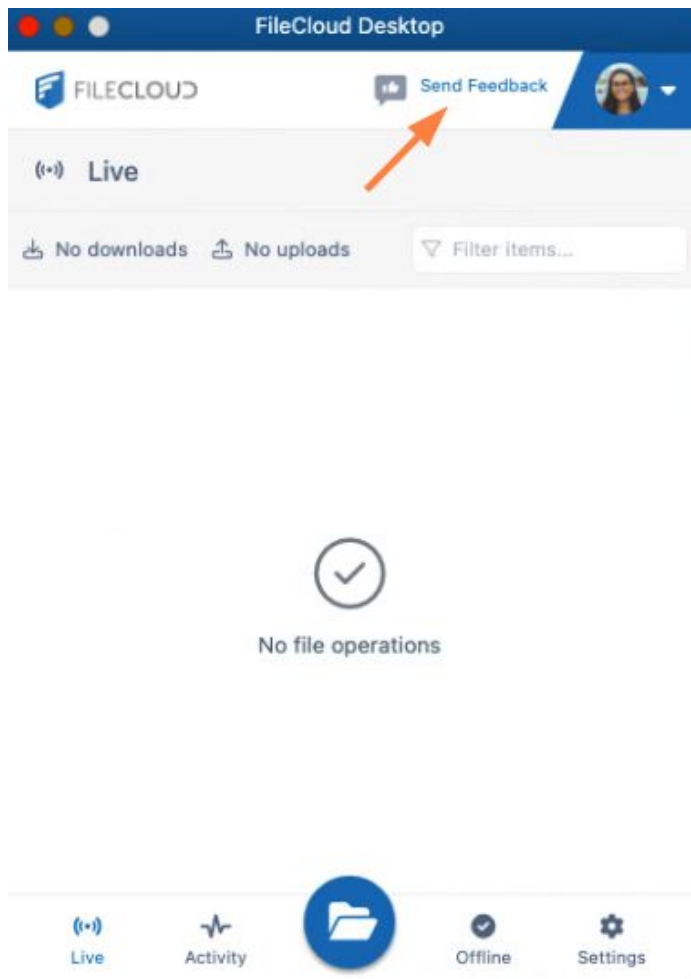 FileCloud Desktop
FILECLOUD
Send Feedback
Live
No downloads
No uploads
Filter items...
No file operations
Live
Activity
Offline
Settings